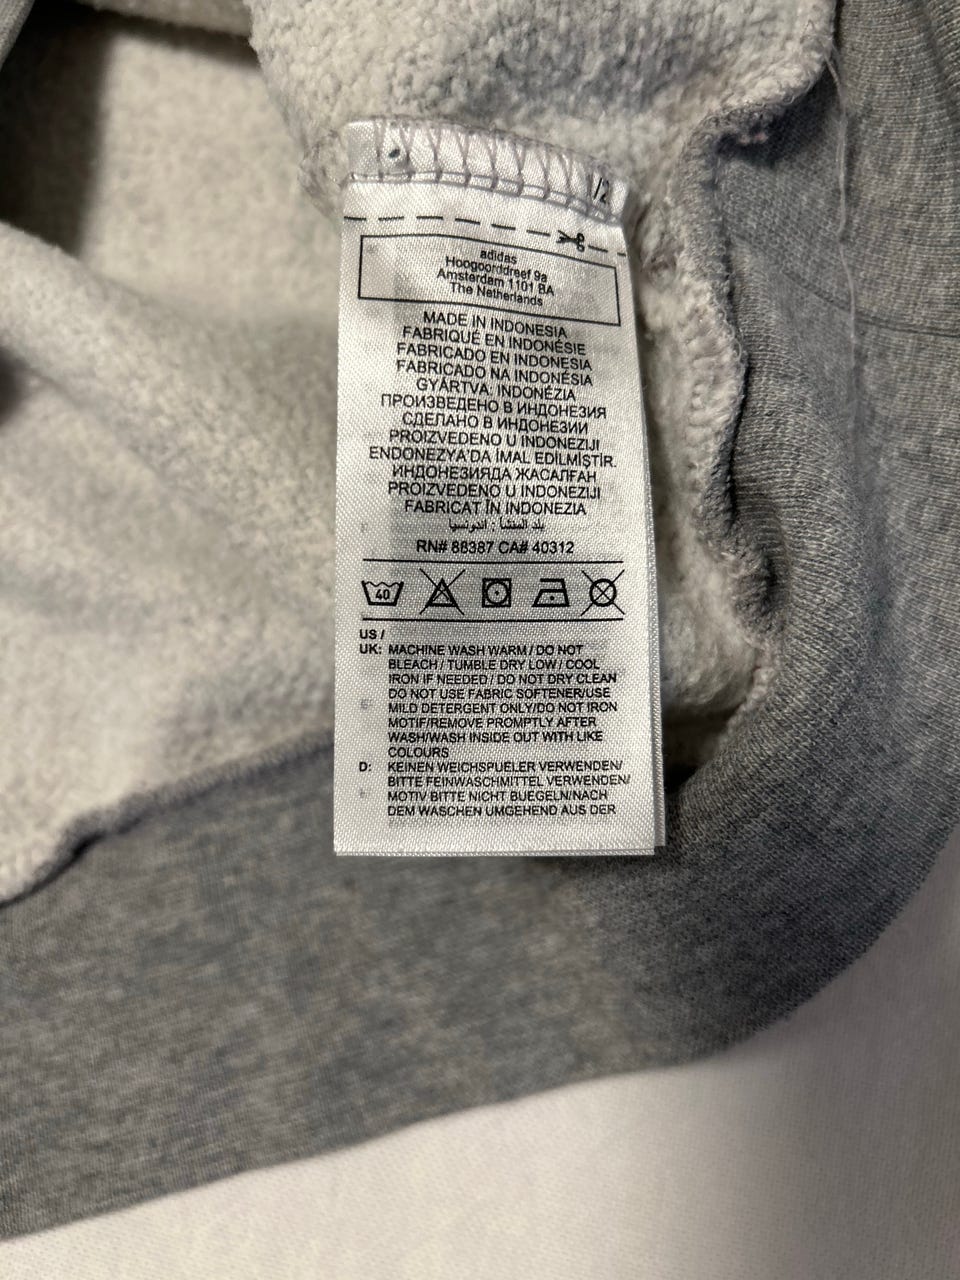 /2
adidas
Hoogoorddreef 9a
Amsterdam 1101 BA
The Netherlands
MADE IN INDONESIA
FABRIQUÉ EN INDONÉSIE
FABRICADO EN INDONESIA
FABRICADO NA INDONÉSIA
GYÁRTVA: INDONÉZIA
ПРОИЗВЕДЕНО В ИНДОНЕЗИЯ
СДЕЛАНО В ИНДОНЕЗИИ
PROIZVEDENO U INDONEZIJI
ENDONEZYA'DA İMAL EDİLMİŞTİR.
ИНДОНЕЗИЯДА ЖАСАЛҒАН
PROIZVEDENO U INDONEZIJI
FABRICAT ÎN INDONEZIA
بلد المنشأ : اندونسيا
RN# 88387 CA# 40312
40
US /
UK: MACHINE WASH WARM / DO NOT
BLEACH / TUMBLE DRY LOW / COOL
IRON IF NEEDED / DO NOT DRY CLEAN
DO NOT USE FABRIC SOFTENER/USE
MILD DETERGENT ONLY/DO NOT IRON
MOTIF/REMOVE PROMPTLY AFTER
WASH/WASH INSIDE OUT WITH LIKE
COLOURS
D: KEINEN WEICHSPUELER VERWENDEN/
BITTE FEINWASCHMITTEL VERWENDEN/
MOTIV BITTE NICHT BUEGELN/NACH
DEM WASCHEN UMGEHEND AUS DER